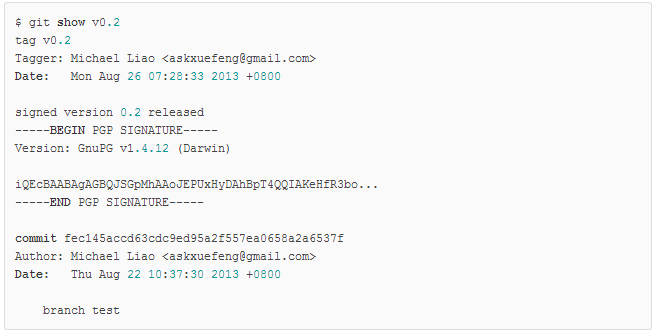 $ git show v0.2
tag v0.2
Tagger: Michael Liao <askxuefeng@gmail.com>
Date:   Mon Aug 26 07:28:33 2013 +0800

signed version 0.2 released
-----BEGIN PGP SIGNATURE-----
Version: GnuPG v1.4.12 (Darwin)

iQEcBAABAgAGBQJSGpMhAAoJEPUxHyDAhBpT4QQIAKeHfR3bo...
-----END PGP SIGNATURE-----

commit fec145accd63cdc9ed95a2f557ea0658a2a6537f
Author: Michael Liao <askxuefeng@gmail.com>
Date:   Thu Aug 22 10:37:30 2013 +0800

    branch test